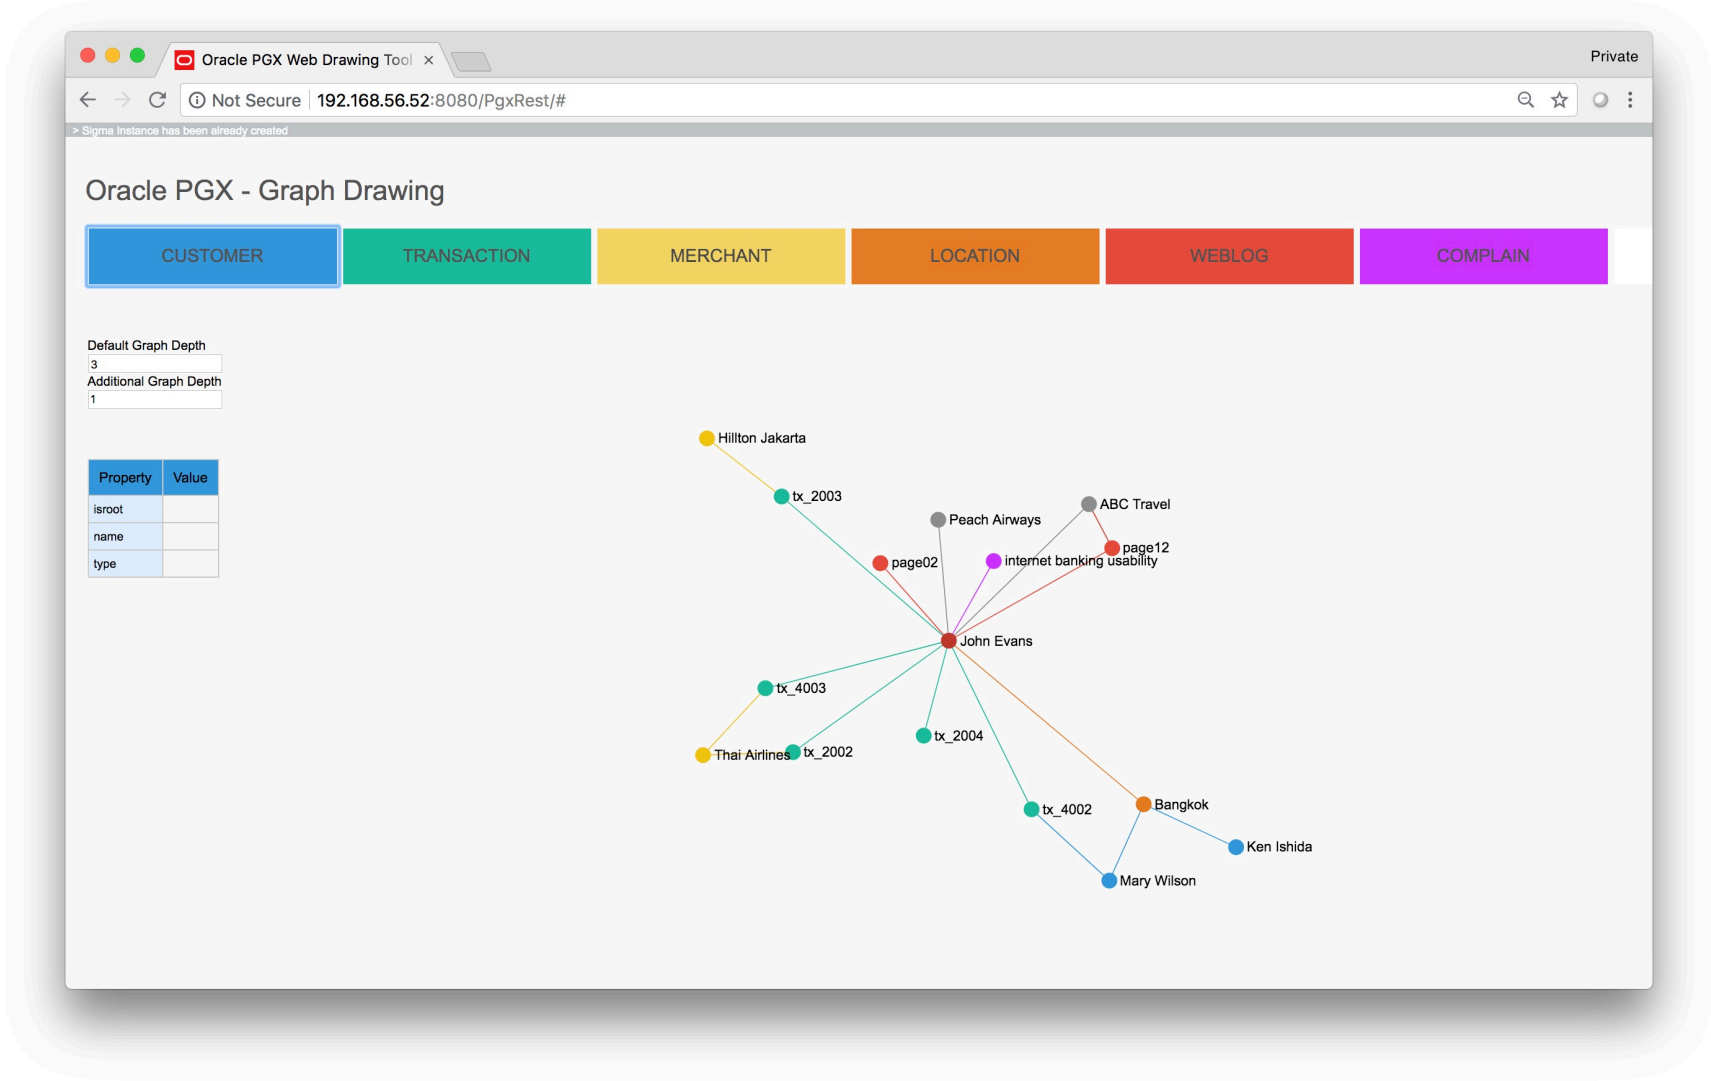 Oracle PGX Web Drawing Tool
Private
Not Secure 192.168.56.52:8080/PgxRest/#
> Sigma Instance has been already created
Oracle PGX - Graph Drawing
CUSTOMER TRANSACTION MERCHANT LOCATION WEBLOG COMPLAIN
Default Graph Depth
3
Additional Graph Depth
1
Property Value
isroot
name
type
Hillton Jakarta
tx_2003
ABC Travel
Peach Airways
page12
internet banking usability
page02
John Evans
tx_4003
tx_2004
tx_2002
Thai Airlines
Bangkok
tx_4002
Ken Ishida
Mary Wilson